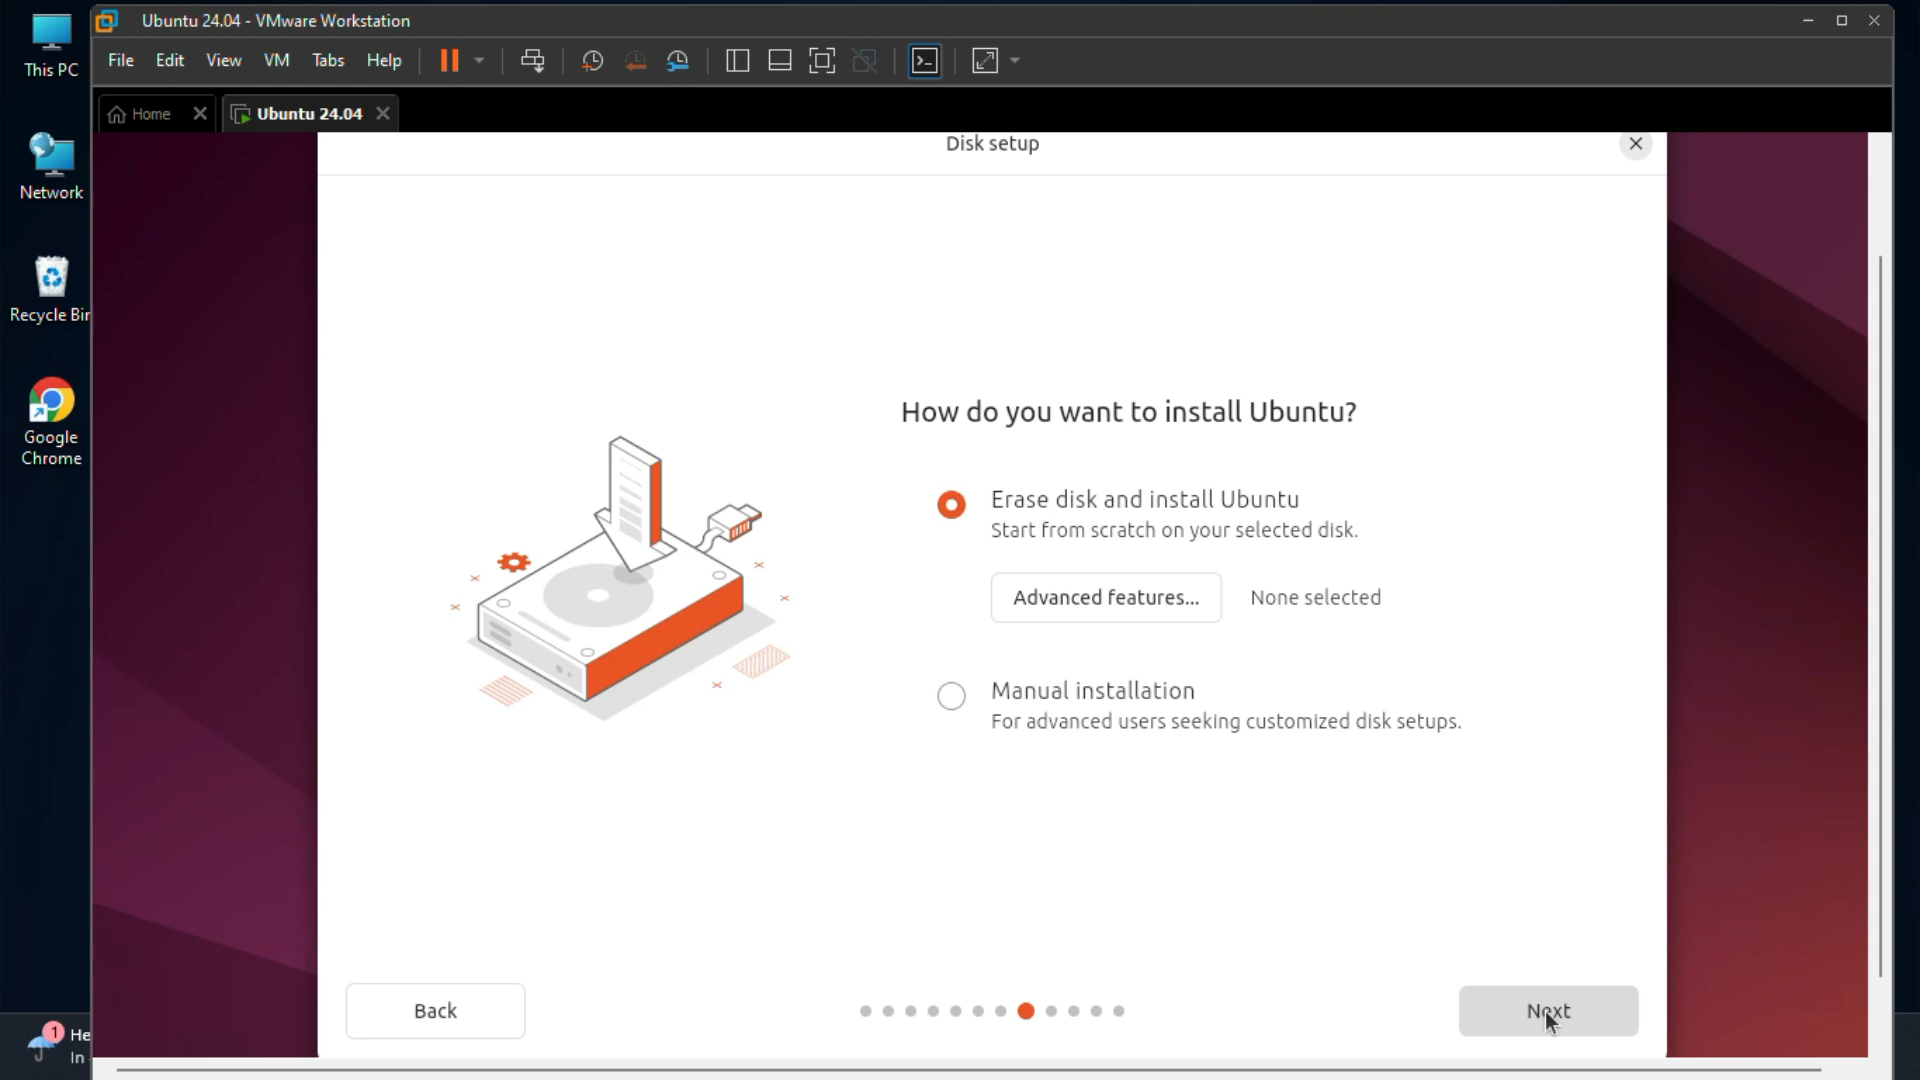 Ubuntu 24.04 - VMware Workstation
File Edit View VM Tabs Help
Home
Ubuntu 24.04
This PC
Network
Recycle Bin
Google
Chrome
Disk setup
How do you want to install Ubuntu?
Erase disk and install Ubuntu
Start from scratch on your selected disk.
Advanced features...
None selected
Manual installation
For advanced users seeking customized disk setups.
Back
Next
1
He
In